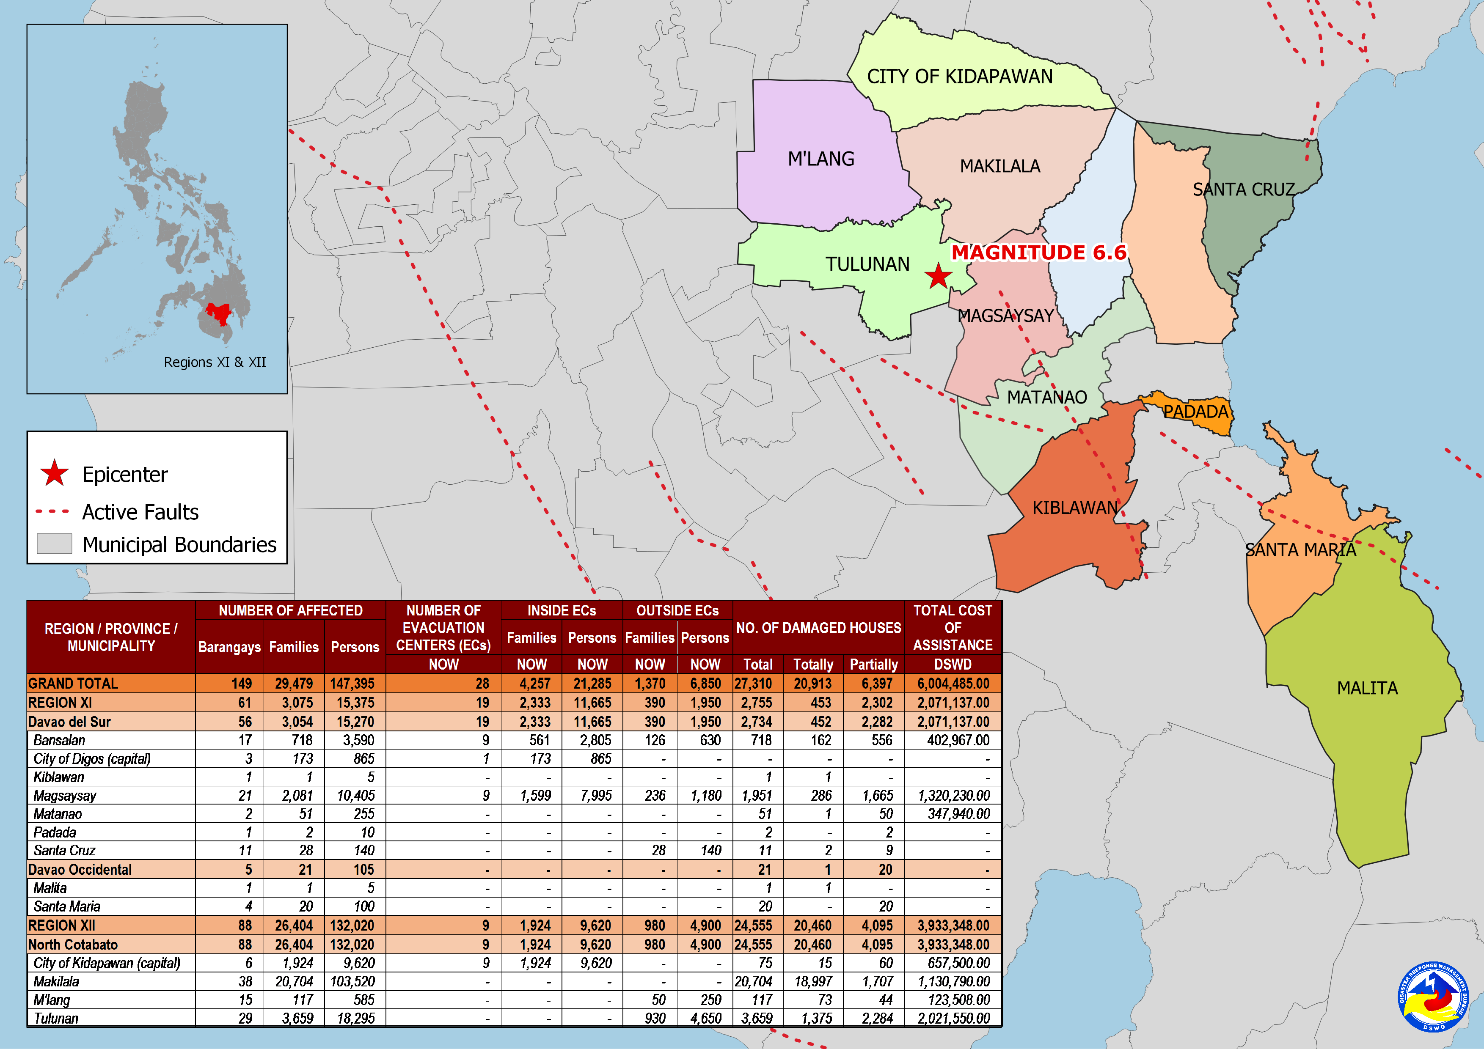 CITY OF KIDAPAWAN
M'LANG
MAKILALA
SANTA CRUZ
MAGNITUDE 6.6
TULUNAN
MAGSAYSAY
Regions XI & XII
MATANAO
PADADA
Epicenter
Active Faults
Municipal Boundaries
KIBLAWAN
SANTA MARIA
MALITA
REGION / PROVINCE / MUNICIPALITY NUMBER OF AFFECTED NUMBER OF EVACUATION CENTERS (ECs) INSIDE ECs OUTSIDE ECs NO. OF DAMAGED HOUSES TOTAL COST OF ASSISTANCE
Barangays Families Persons Families Persons Families Persons
NOW NOW NOW NOW NOW Total Totally Partially DSWD
GRAND TOTAL 149 29,479 147,395 28 4,257 21,285 1,370 6,850 27,310 20,913 6,397 6,004,485.00
REGION XI 61 3,075 15,375 19 2,333 11,665 390 1,950 2,755 453 2,302 2,071,137.00
Davao del Sur 56 3,054 15,270 19 2,333 11,665 390 1,950 2,734 452 2,282 2,071,137.00
Bansalan 17 718 3,590 9 561 2,805 126 630 718 162 556 402,967.00
City of Digos (capital) 3 173 865 1 173 865 - - - - - -
Kiblawan 1 1 5 - - - - - 1 1 - -
Magsaysay 21 2,081 10,405 9 1,599 7,995 236 1,180 1,951 286 1,665 1,320,230.00
Matanao 2 51 255 - - - - - 51 1 50 347,940.00
Padada 1 2 10 - - - - - 2 - 2 -
Santa Cruz 11 28 140 - - - 28 140 11 2 9 -
Davao Occidental 5 21 105 - - - - - 21 1 20 -
Malita 1 1 5 - - - - - 1 1 - -
Santa Maria 4 20 100 - - - - - 20 - 20 -
REGION XII 88 26,404 132,020 9 1,924 9,620 980 4,900 24,555 20,460 4,095 3,933,348.00
North Cotabato 88 26,404 132,020 9 1,924 9,620 980 4,900 24,555 20,460 4,095 3,933,348.00
City of Kidapawan (capital) 6 1,924 9,620 9 1,924 9,620 - - 75 15 60 657,500.00
Makilala 38 20,704 103,520 - - - - - 20,704 18,997 1,707 1,130,790.00
M'lang 15 117 585 - - - 50 250 117 73 44 123,508.00
Tulunan 29 3,659 18,295 - - - 930 4,650 3,659 1,375 2,284 2,021,550.00
DISASTER RESPONSE MANAGEMENT BUREAU
DSWD